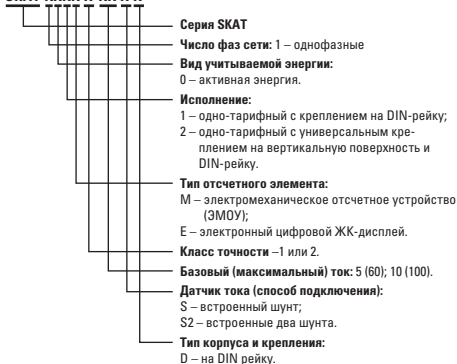 Серия SKAT
Число фаз сети: 1 – однофазные
Вид учитываемой энергии:
0 – активная энергия.
Исполнение:
1 – одно-тарифный с креплением на DIN-рейку;
2 – одно-тарифный с универсальным кре-
плением на вертикальную поверхность и
DIN-рейку.
Тип отсчетного элемента:
М – электромеханическое отсчетное устройство
(ЭМОУ);
Е – электронный цифровой ЖК-дисплей.
Класс точности –1 или 2.
Базовый (максимальный) ток: 5 (60); 10 (100).
Датчик тока (способ подключения):
S – встроенный шунт;
S2 – встроенные два шунта.
Тип корпуса и крепления:
D – на DIN рейку.